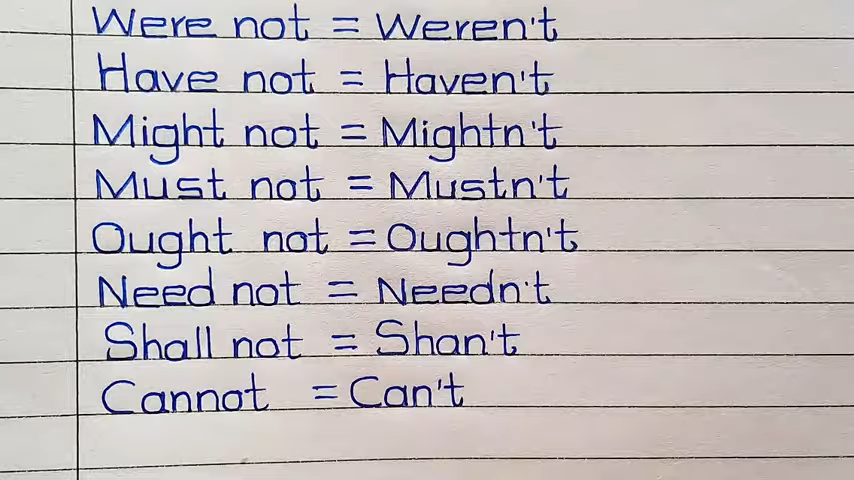 Were not = Weren't
Have not = Haven't
Might not = Mightn't
Must not = Mustn't
Ought not = Oughtn't
Need not = Needn't
Shall not = Shan't
Cannot = Can't